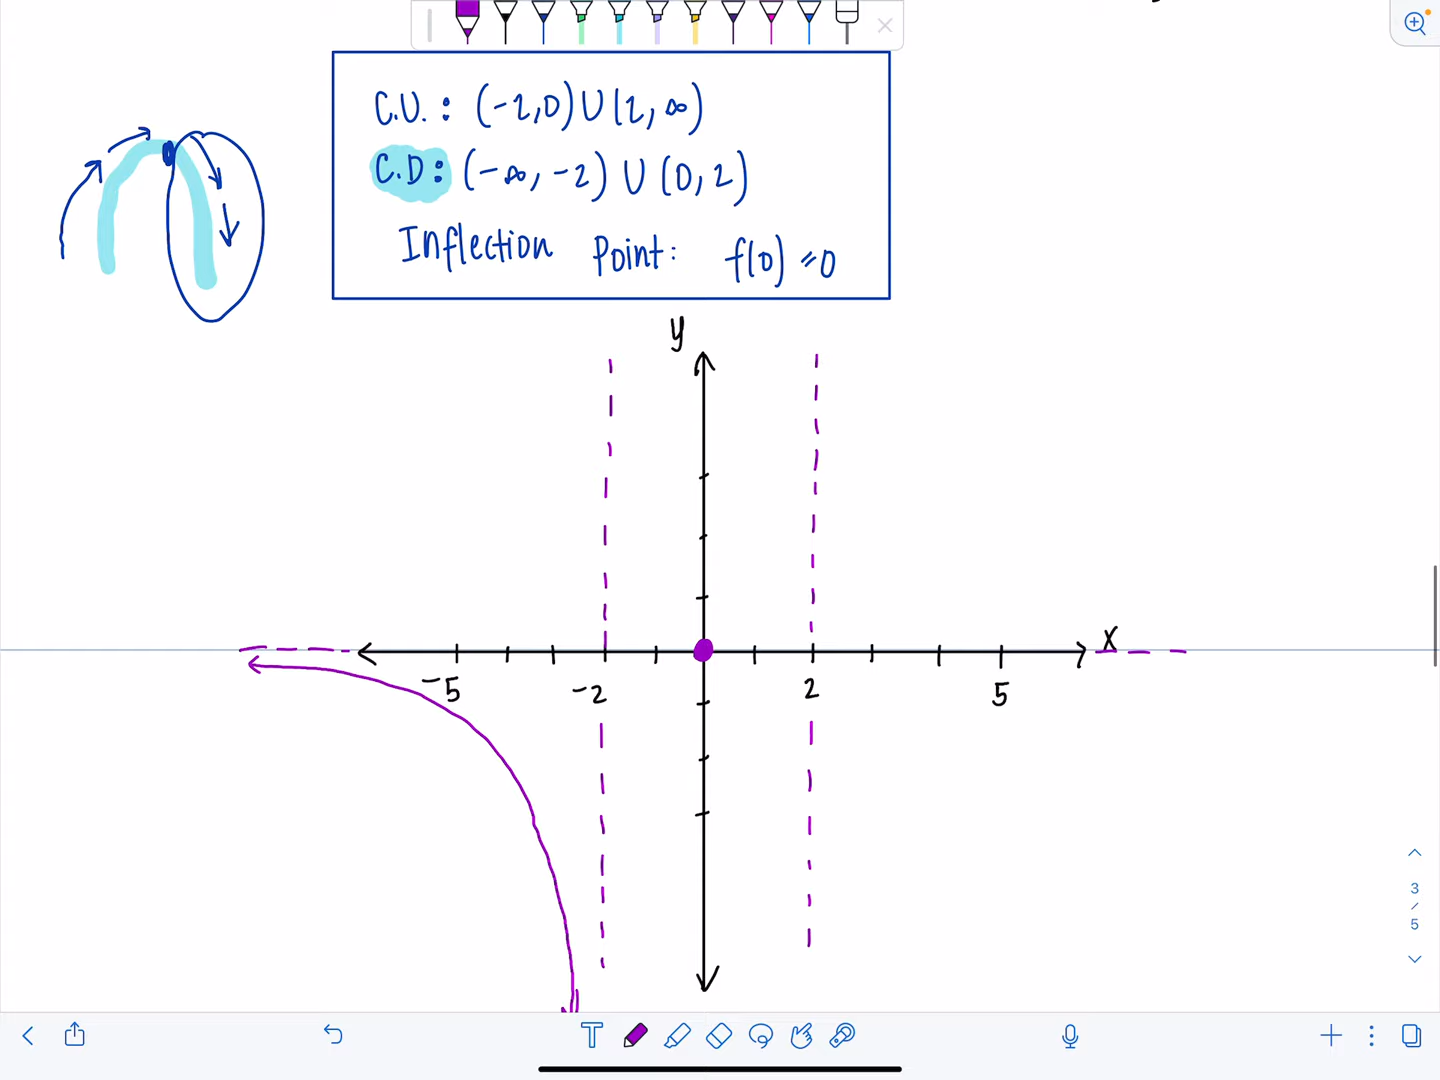 C.U.: (-2,0) U (2, ∞)
C.D: (-∞, -2) U (0, 2)
Inflection Point: f(0) = 0
y
x
-5 -2 2 5
3
/
5
T